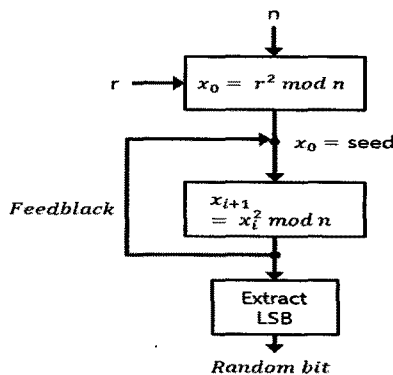 n
r
x₀ = r² mod n
x₀ = seed
Feedblack
xᵢ₊₁
= xᵢ² mod n
Extract
LSB
Random bit